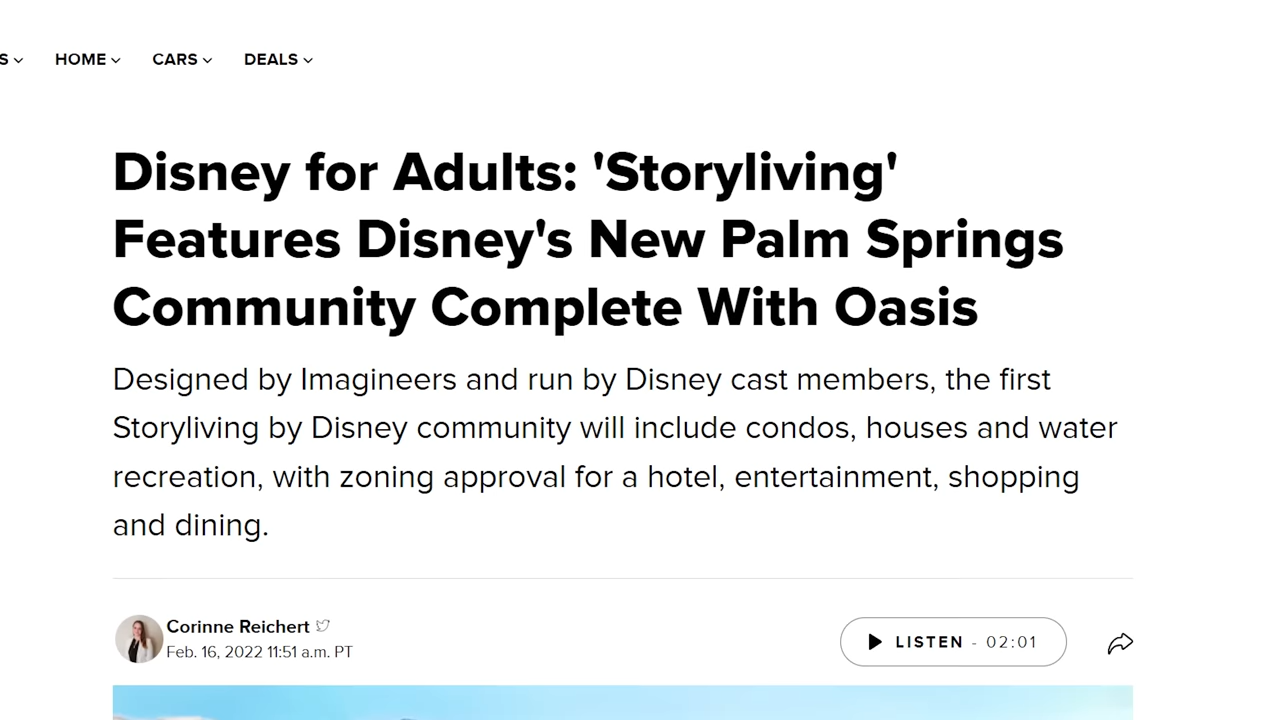 S HOME CARS DEALS
Disney for Adults: 'Storyliving'
Features Disney's New Palm Springs
Community Complete With Oasis
Designed by Imagineers and run by Disney cast members, the first
Storyliving by Disney community will include condos, houses and water
recreation, with zoning approval for a hotel, entertainment, shopping
and dining.
Corinne Reichert
Feb. 16, 2022 11:51 a.m. PT
LISTEN - 02:01